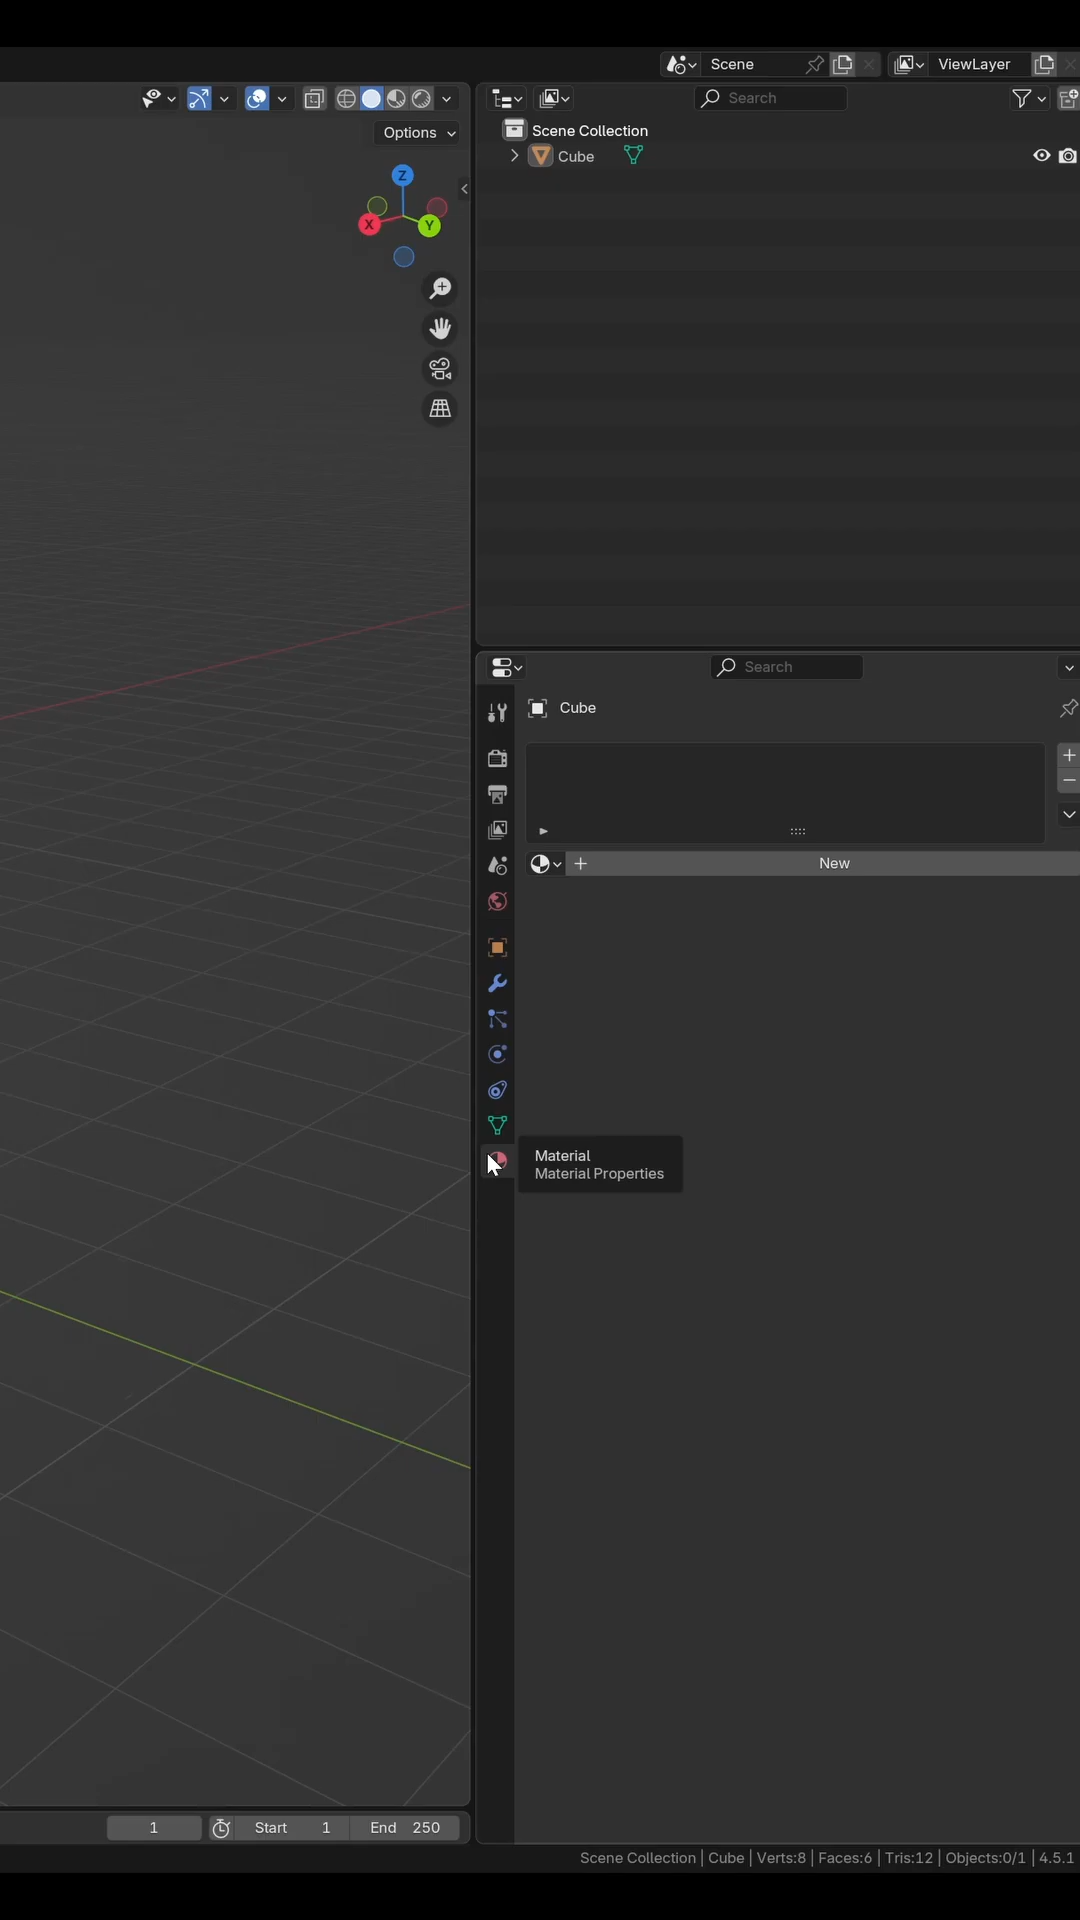 Scene
ViewLayer
Search
Options
Scene Collection
Cube
Z
X
Y
Search
Cube
New
Material
Material Properties
1
Start 1
End 250
Scene Collection | Cube | Verts:8 | Faces:6 | Tris:12 | Objects:0/1 | 4.5.1